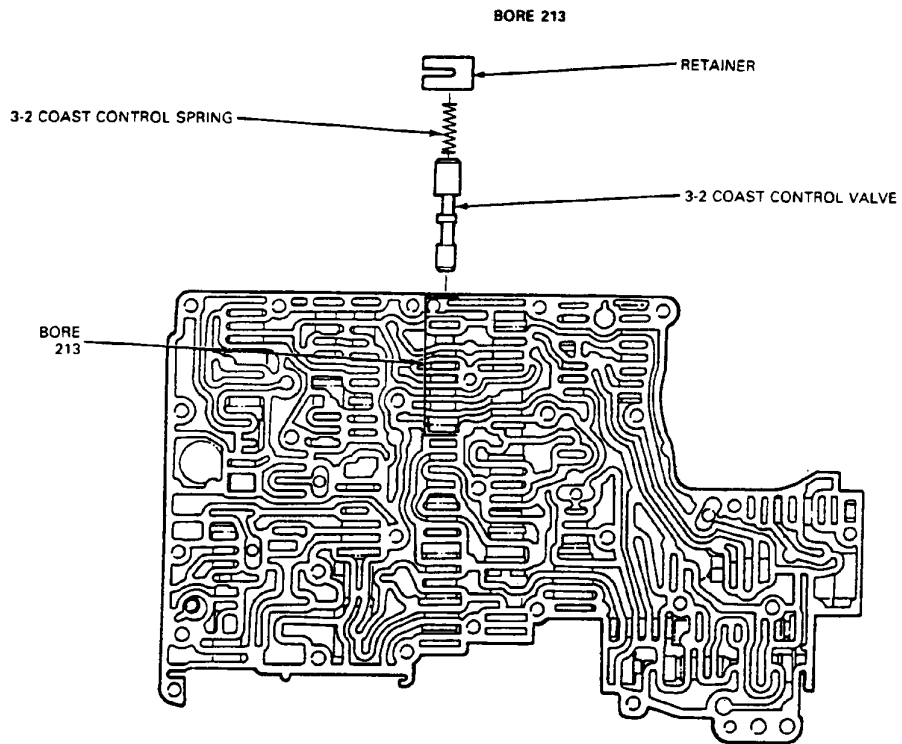 BORE 213
RETAINER
3-2 COAST CONTROL SPRING
3-2 COAST CONTROL VALVE
BORE
213